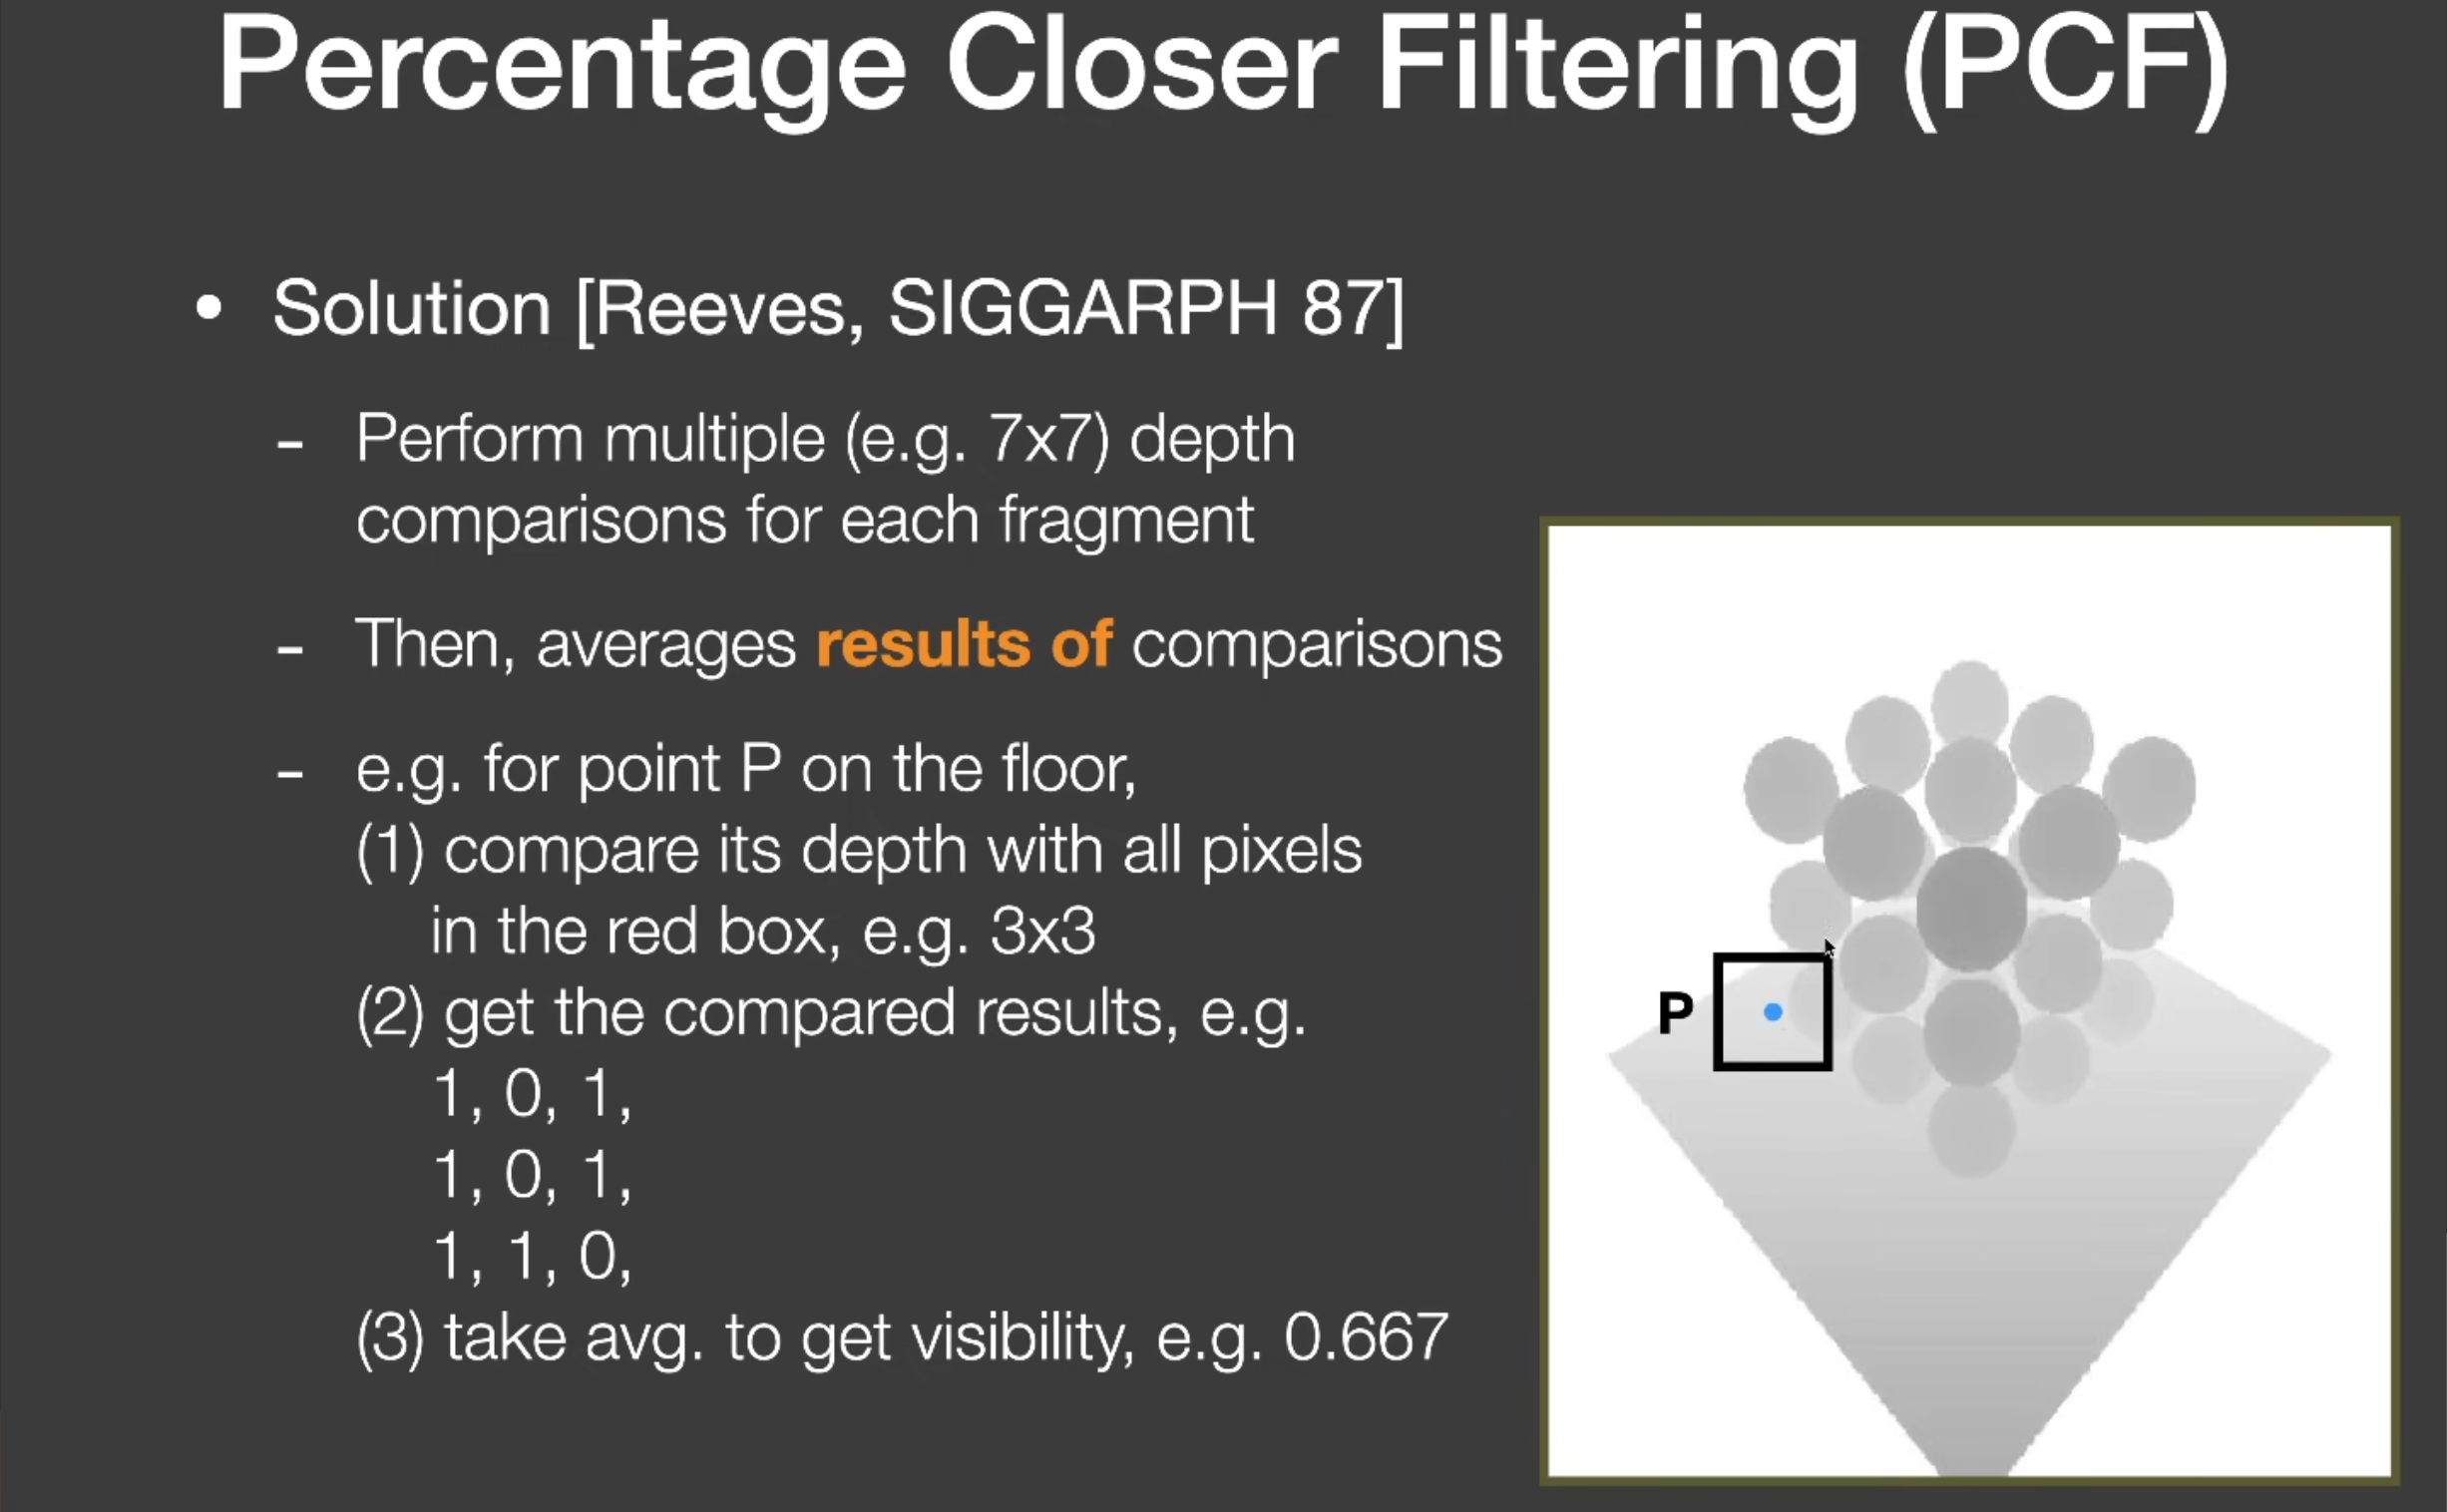 Percentage Closer Filtering (PCF)
• Solution [Reeves, SIGGARPH 87]
- Perform multiple (e.g. 7x7) depth
comparisons for each fragment
- Then, averages results of comparisons
- e.g. for point P on the floor,
(1) compare its depth with all pixels
in the red box, e.g. 3x3
(2) get the compared results, e.g.
1, 0, 1,
1, 0, 1,
1, 1, 0,
(3) take avg. to get visibility, e.g. 0.667
P